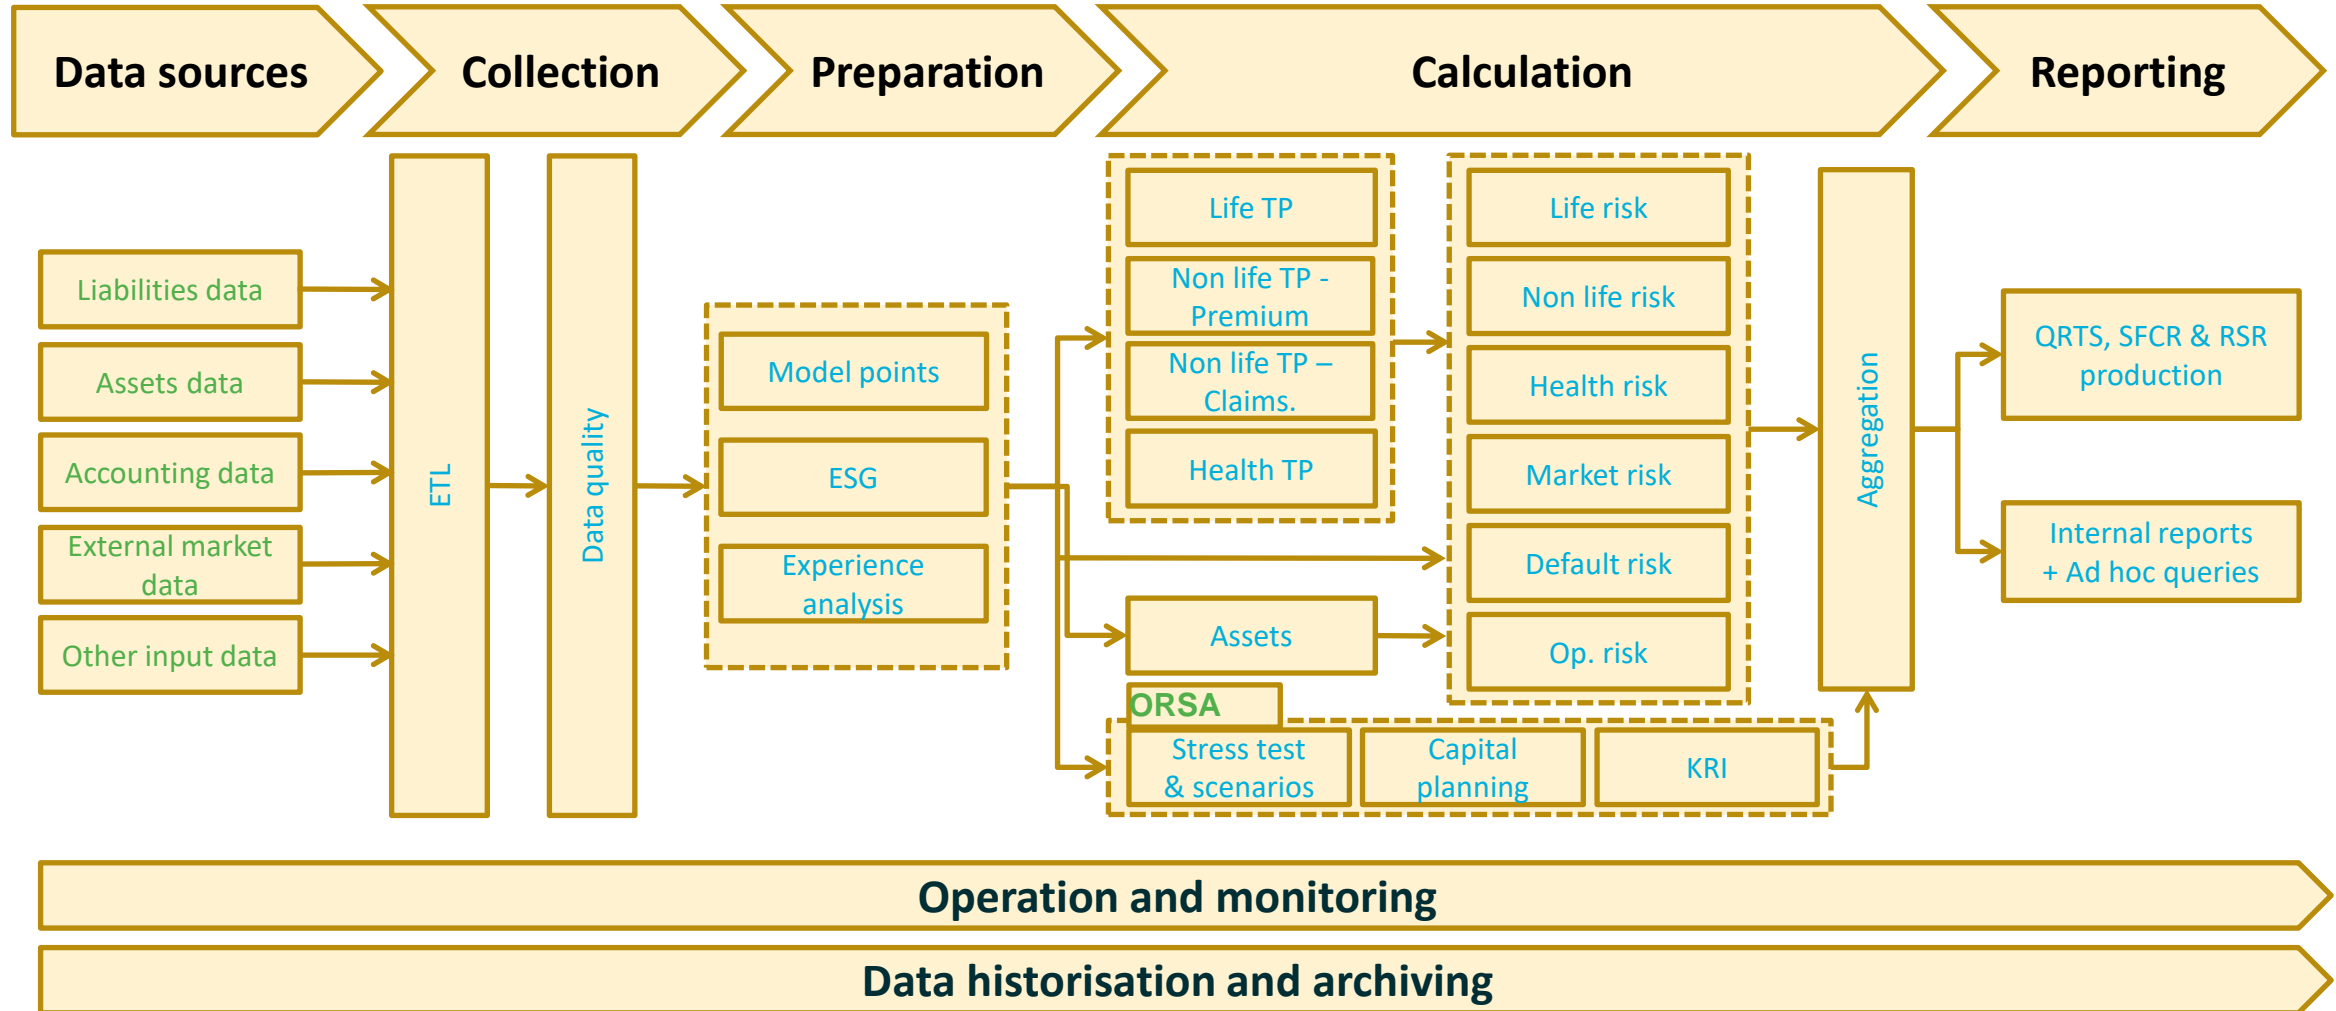 Data sources
Collection
Preparation
Calculation
Reporting
Liabilities data
Assets data
Accounting data
External market
data
Other input data
ETL
Data quality
Model points
ESG
Experience
analysis
Life TP
Non life TP -
Premium
Non life TP –
Claims.
Health TP
Assets
ORSA
Stress test
& scenarios
Capital
planning
KRI
Life risk
Non life risk
Health risk
Market risk
Default risk
Op. risk
Aggregation
QRTS, SFCR & RSR
production
Internal reports
+ Ad hoc queries
Operation and monitoring
Data historisation and archiving